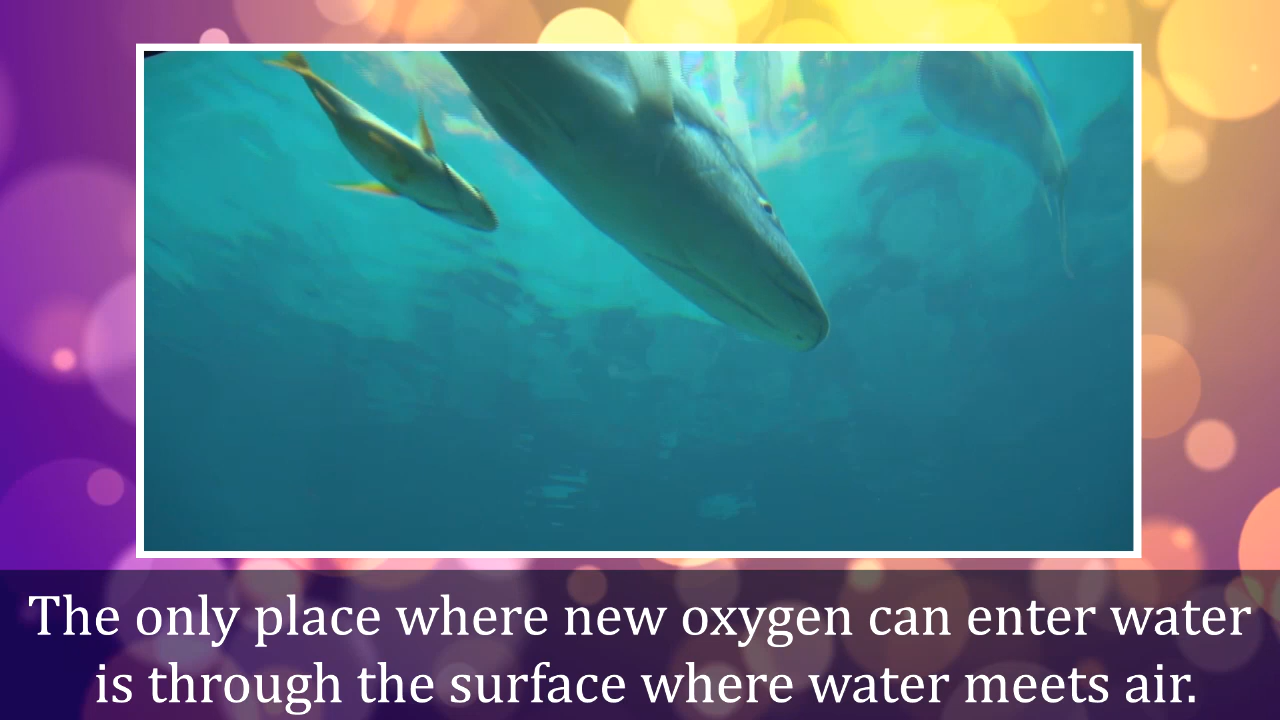 The only place where new oxygen can enter water
is through the surface where water meets air.